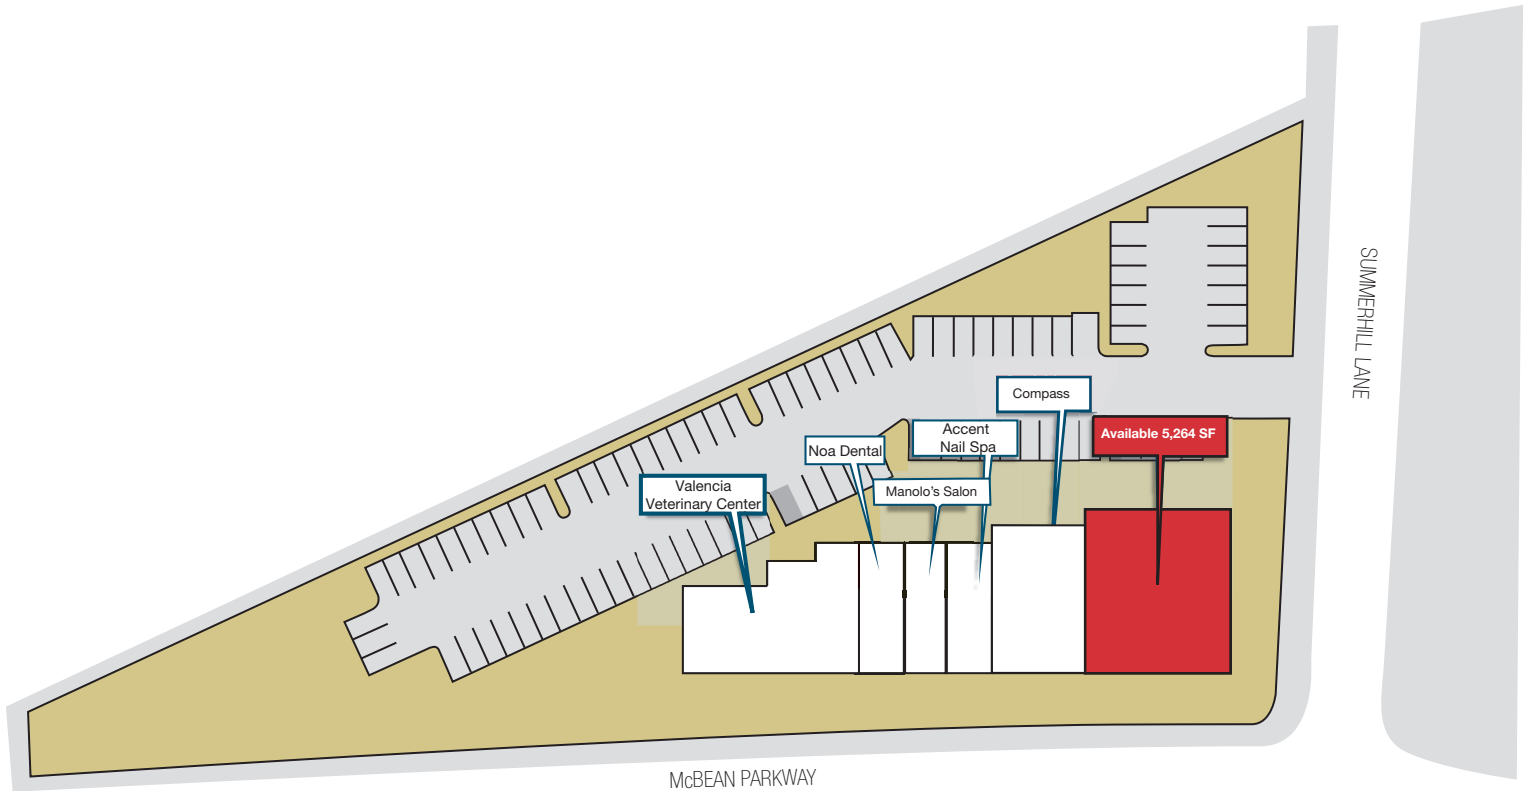 SUMMERHILL LANE
Compass
Available 5,264 SF
Accent
Nail Spa
Noa Dental
Manolo's Salon
Valencia
Veterinary Center
McBEAN PARKWAY